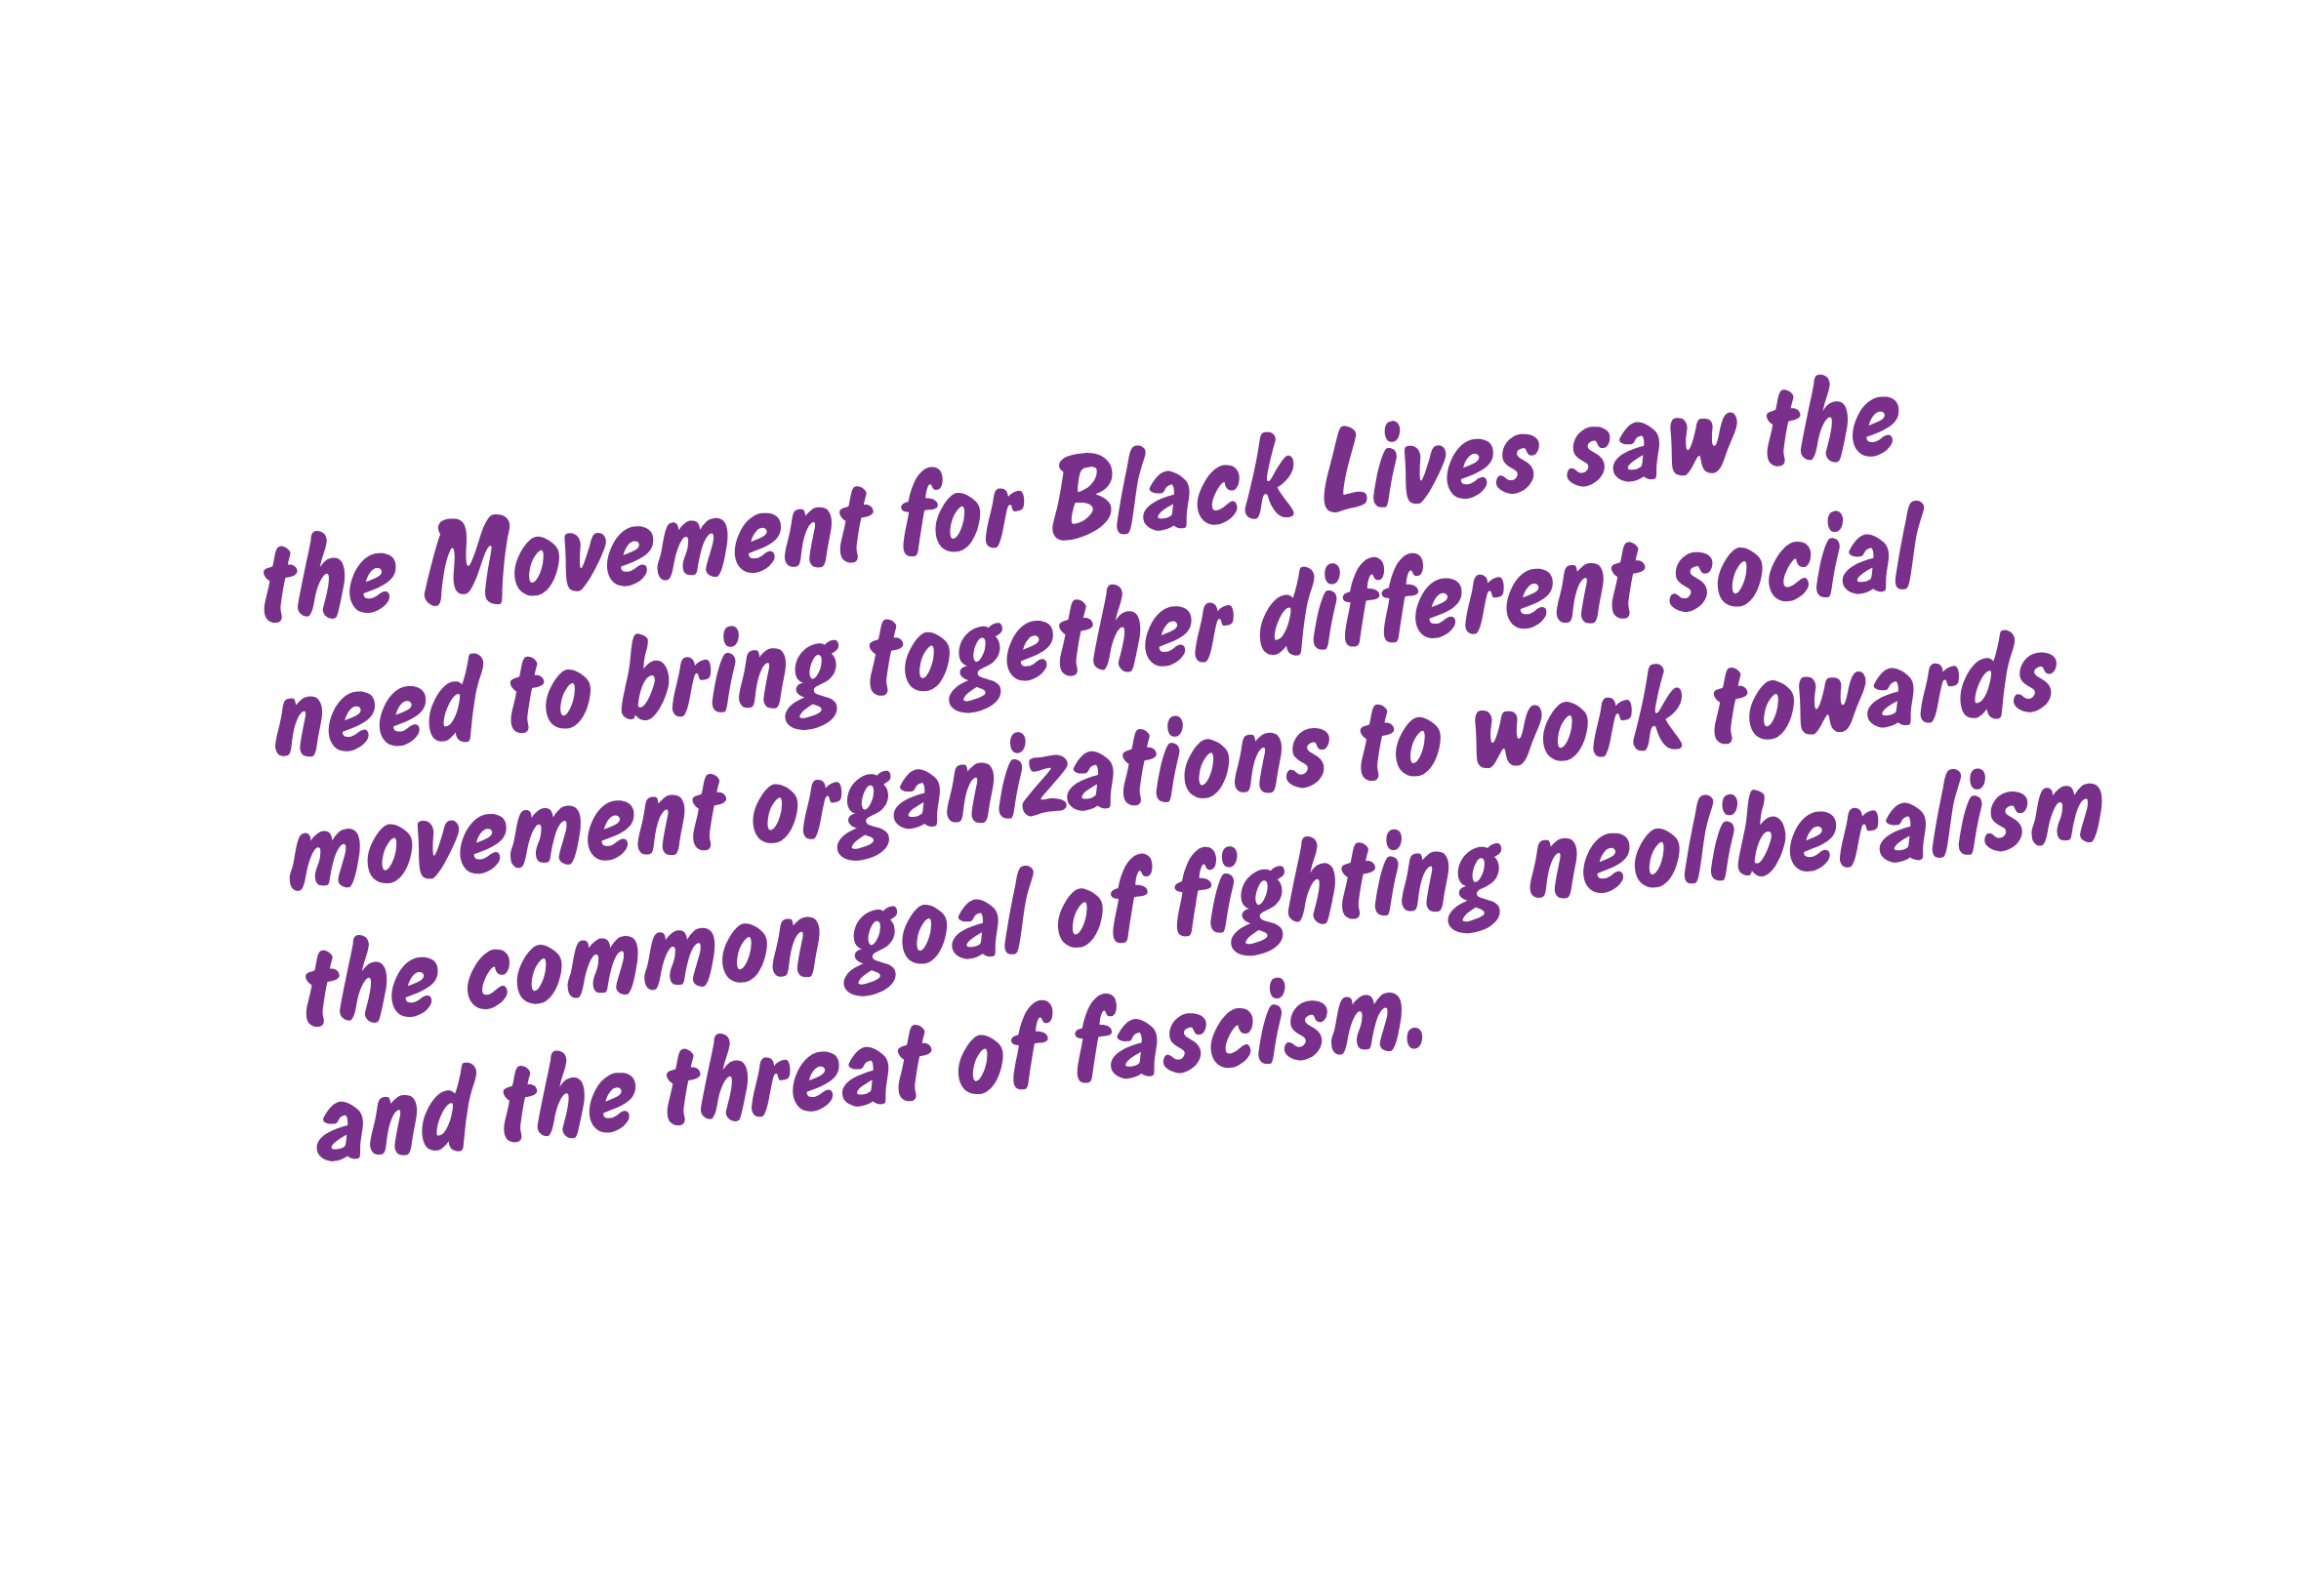 the Movement for Black Lives saw the
need to bring together different social
movement organizations to work towards
the common goal of fighting neoliberalism
and the threat of fascism.